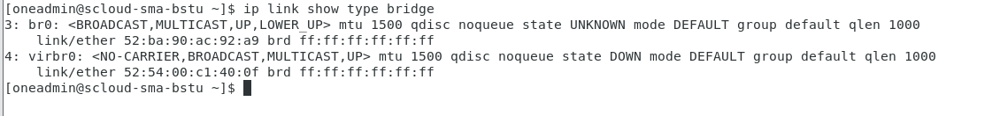 [oneadmin@scloud-sma-bstu ~]$ ip link show type bridge
3: br0: <BROADCAST,MULTICAST,UP,LOWER_UP> mtu 1500 qdisc noqueue state UNKNOWN mode DEFAULT group default qlen 1000
    link/ether 52:ba:90:ac:92:a9 brd ff:ff:ff:ff:ff:ff
4: virbr0: <NO-CARRIER,BROADCAST,MULTICAST,UP> mtu 1500 qdisc noqueue state DOWN mode DEFAULT group default qlen 1000
    link/ether 52:54:00:c1:40:0f brd ff:ff:ff:ff:ff:ff
[oneadmin@scloud-sma-bstu ~]$